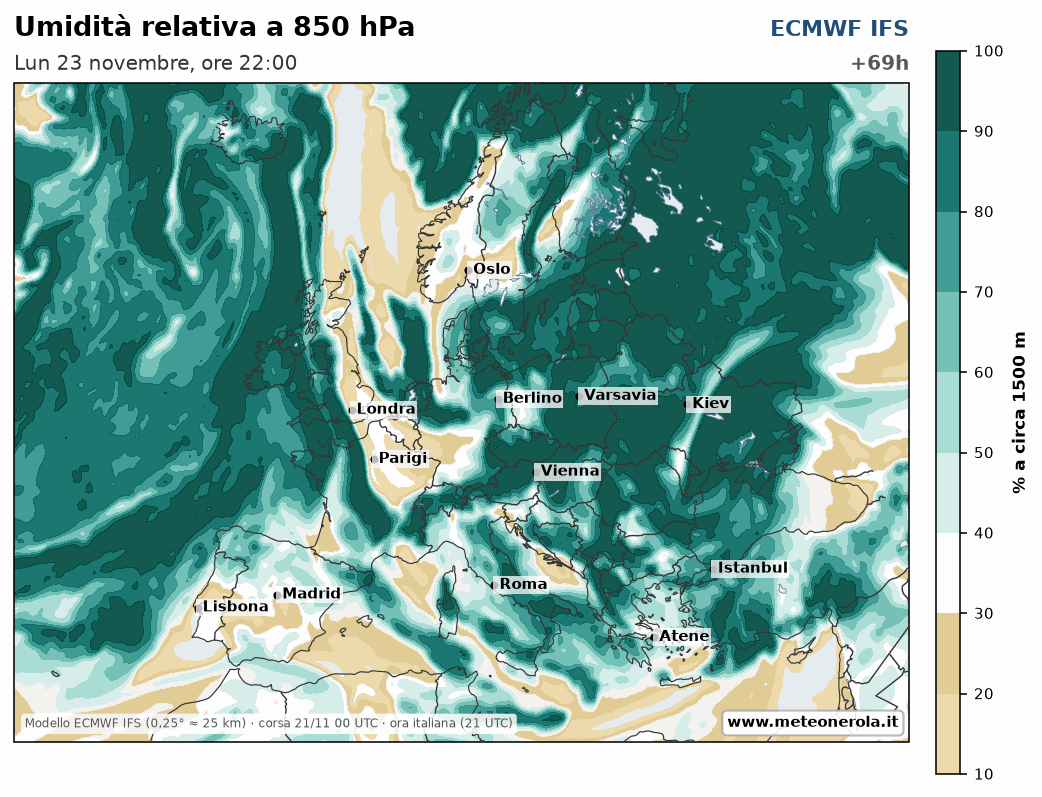 Umidità relativa a 850 hPa
ECMWF IFS
Lun 23 novembre, ore 22:00
+69h
100
90
80
70
60
50
40
30
20
10
% a circa 1500 m
Oslo
Londra
Berlino
Varsavia
Kiev
Parigi
Vienna
Istanbul
Roma
Madrid
Lisbona
Atene
Modello ECMWF IFS (0,25° ≈ 25 km) · corsa 21/11 00 UTC · ora italiana (21 UTC)
www.meteonerola.it